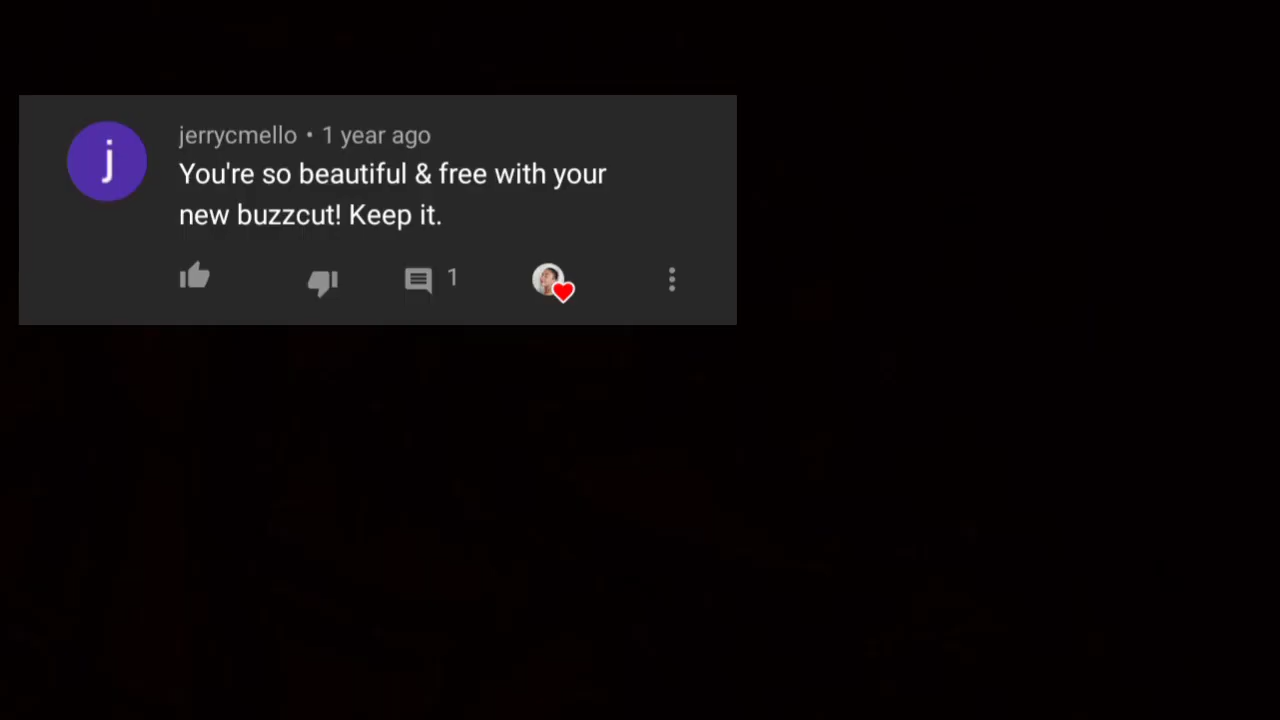 j
jerrycmello • 1 year ago
You're so beautiful & free with your
new buzzcut! Keep it.
1